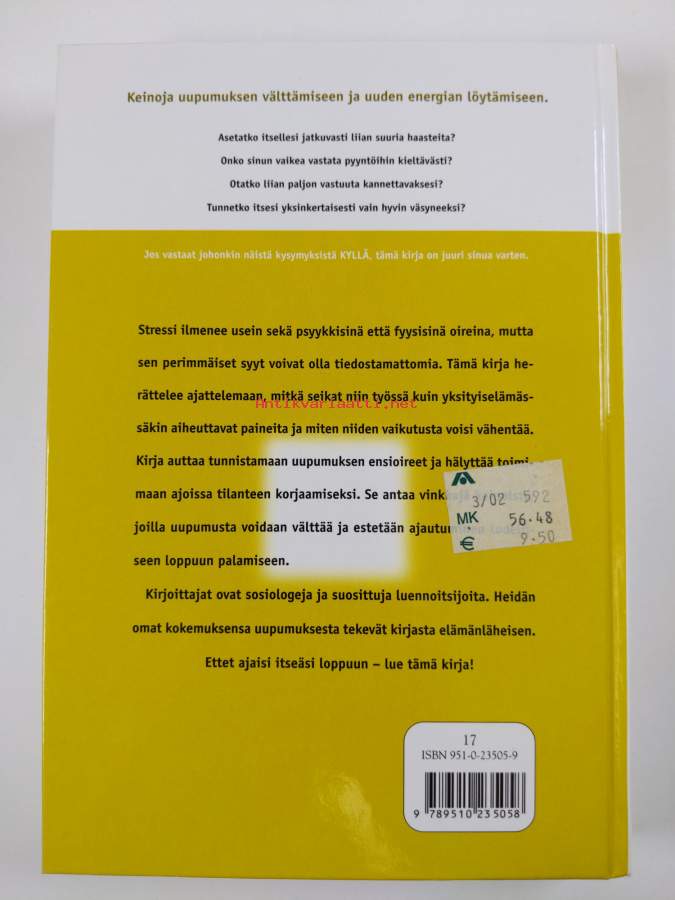 Keinoja uupumuksen välttämiseen ja uuden energian löytämiseen.
Asetatko itsellesi jatkuvasti liian suuria haasteita?
Onko sinun vaikea vastata pyyntöihin kieltävästi?
Otatko liian paljon vastuuta kannettavaksesi?
Tunnetko itsesi yksinkertaisesti vain hyvin väsyneeksi?
Jos vastaat johonkin näistä kysymyksistä KYLLÄ, tämä kirja on juuri sinua varten.
Stressi ilmenee usein sekä psyykkisinä että fyysisinä oireina, mutta
sen perimmäiset syyt voivat olla tiedostamattomia. Tämä kirja he-
rättelee ajattelemaan, mitkä seikat niin työssä kuin yksityiselämäs-
Antikvariaatti.net
säkin aiheuttavat paineita ja miten niiden vaikutusta voisi vähentää.
Kirja auttaa tunnistamaan uupumuksen ensioireet ja hälyttää toimi-
maan ajoissa tilanteen korjaamiseksi. Se antaa
joilla uupumusta voidaan välttää ja estetään
seen loppuun palamiseen.
3/02 592
MK 56.48
€ 9.50
Kirjoittajat ovat sosiologeja ja suosittuja luennoitsijoita. Heidän
omat kokemuksensa uupumuksesta tekevät kirjasta elämänläheisen.
Ettet ajaisi itseäsi loppuun – lue tämä kirja!
17
ISBN 951-0-23505-9
9 789510 235058